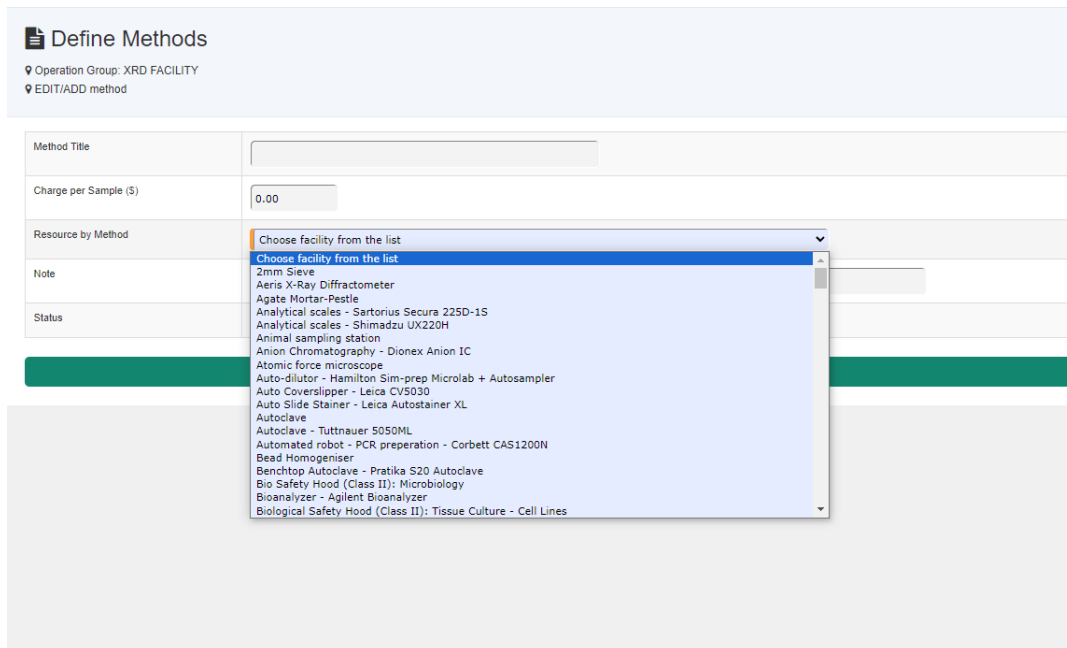 Define Methods
Operation Group: XRD FACILITY
EDIT/ADD method
Method Title
Charge per Sample ($)
0.00
Resource by Method
Choose facility from the list
Choose facility from the list
2mm Sieve
Aeris X-Ray Diffractometer
Agate Mortar-Pestle
Analytical scales - Sartorius Secura 225D-1S
Analytical scales - Shimadzu UX220H
Animal sampling station
Anion Chromatography - Dionex Anion IC
Atomic force microscope
Auto-dilutor - Hamilton Sim-prep Microlab + Autosampler
Auto Coverslipper - Leica CV5030
Auto Slide Stainer - Leica Autostainer XL
Autoclave
Autoclave - Tuttnauer 5050ML
Automated robot - PCR preperation - Corbett CAS1200N
Bead Homogeniser
Benchtop Autoclave - Pratika S20 Autoclave
Bio Safety Hood (Class II): Microbiology
Bioanalyzer - Agilent Bioanalyzer
Biological Safety Hood (Class II): Tissue Culture - Cell Lines
Note
Status